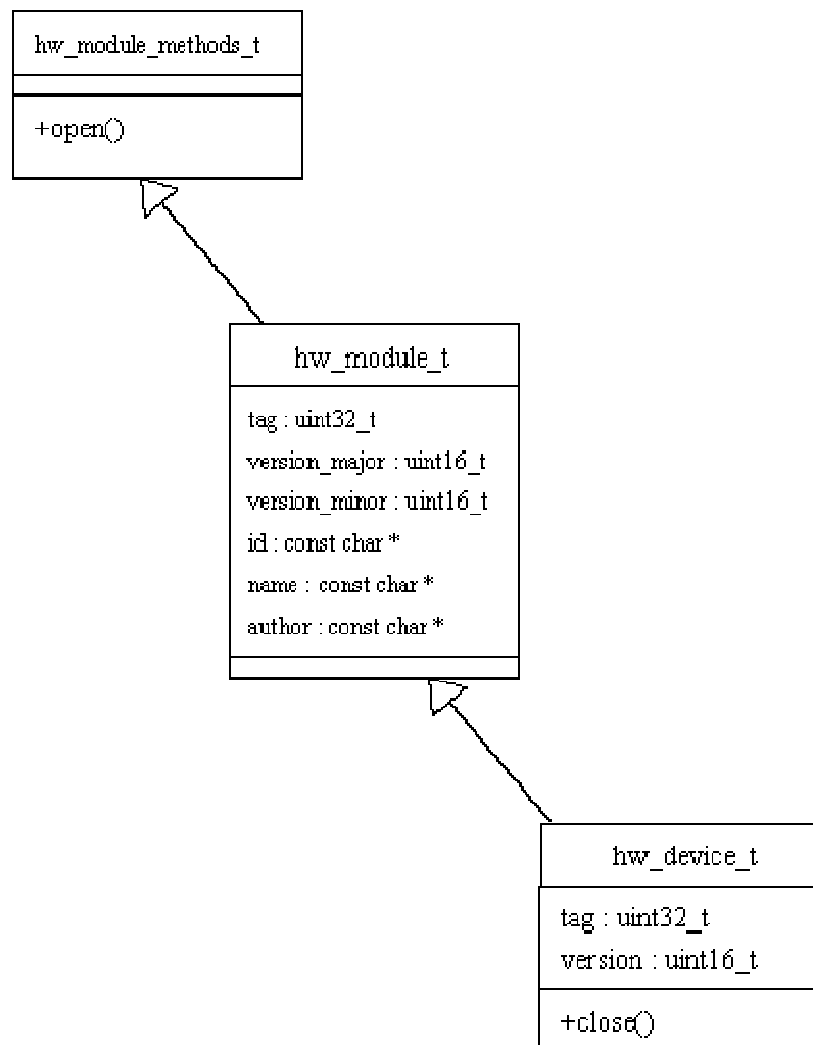 hw_module_methods_t
+open()
hw_module_t
tag : uint32_t
version_major : uint16_t
version_minor : uint16_t
id : const char *
name : const char *
author : const char *
hw_device_t
tag : uint32_t
version : uint16_t
+close()